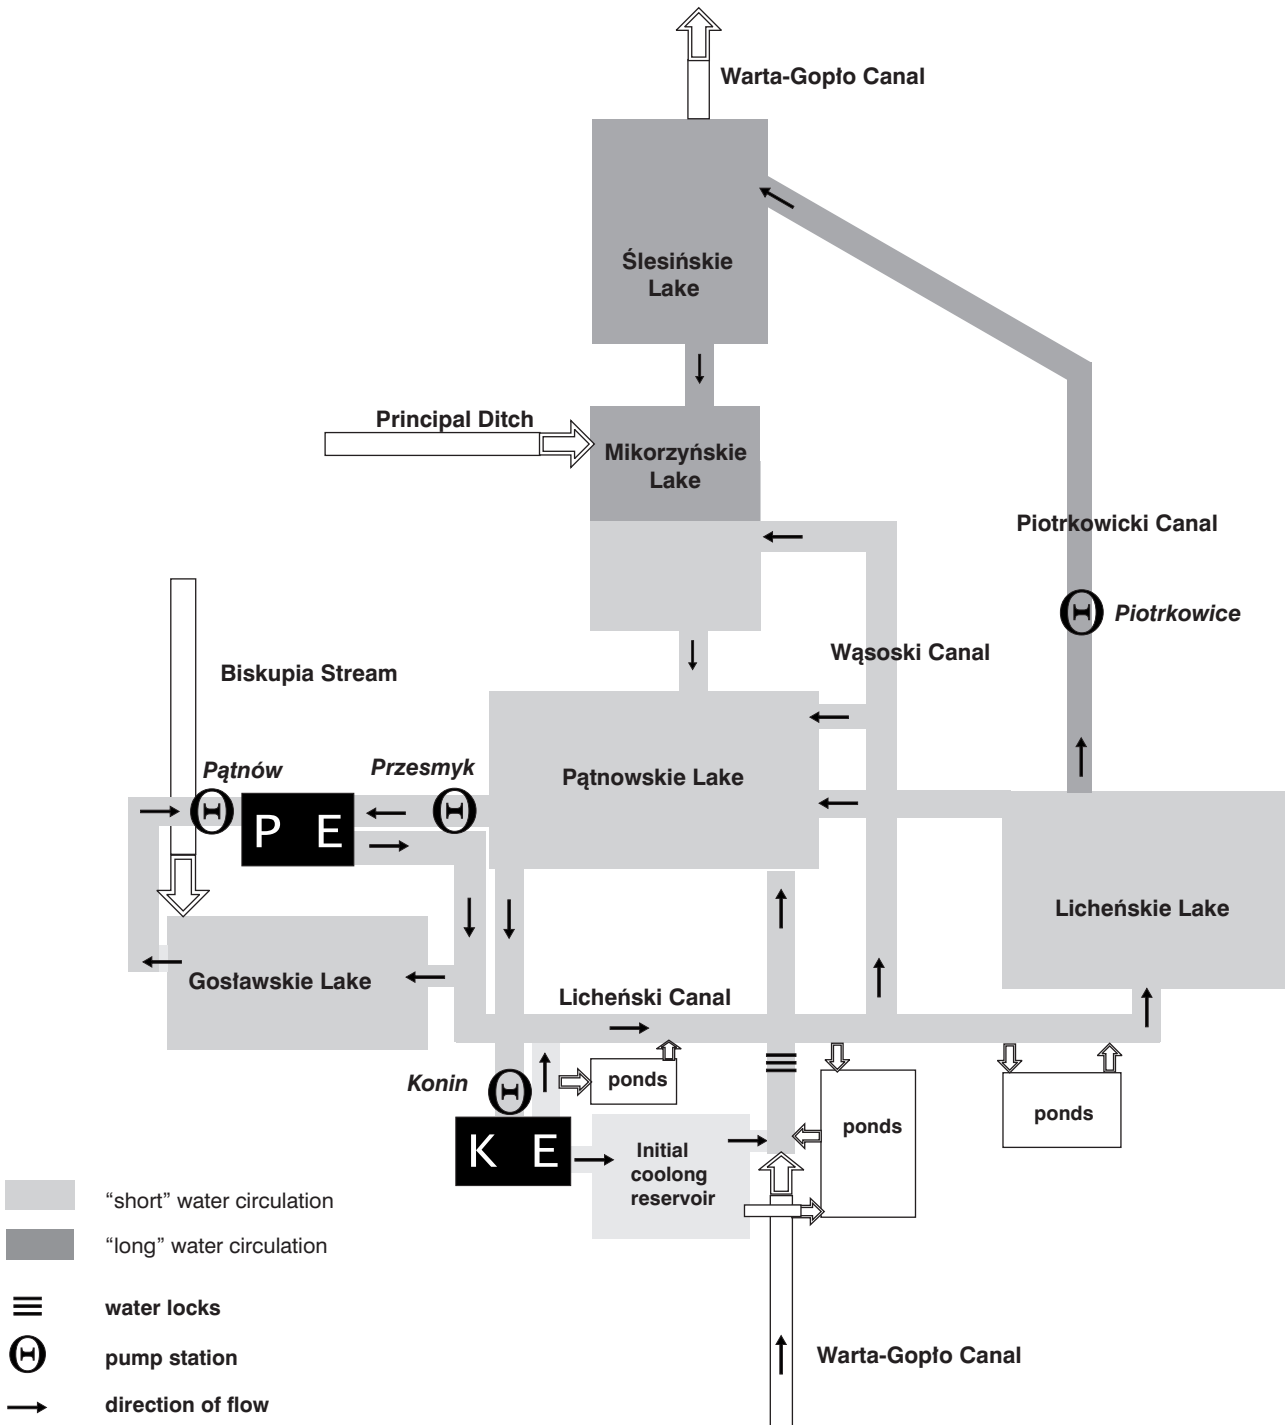 Warta-Gopło Canal
Ślesińskie
Lake
Principal Ditch
Mikorzyńskie
Lake
Piotrkowicki Canal
Piotrkowice
Wąsoski Canal
Biskupia Stream
Pątnów
Przesmyk
Pątnowskie Lake
P E
Licheńskie Lake
Gosławskie Lake
Licheński Canal
Konin
ponds
ponds
ponds
K E
Initial
coolong
reservoir
"short" water circulation
"long" water circulation
water locks
pump station
Warta-Gopło Canal
direction of flow